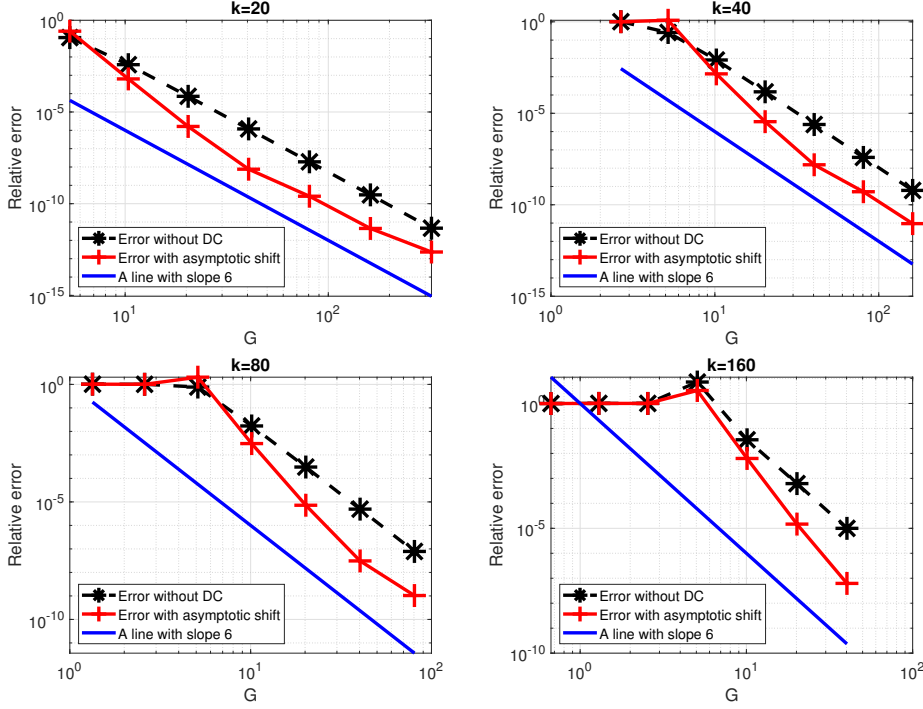 k=20
Relative error
10^0
10^-5
10^-10
10^-15
Error without DC
Error with asymptotic shift
A line with slope 6
10^1
10^2
G
k=40
Relative error
10^0
10^-5
10^-10
10^-15
Error without DC
Error with asymptotic shift
A line with slope 6
10^0
10^1
10^2
G
k=80
Relative error
10^0
10^-5
10^-10
Error without DC
Error with asymptotic shift
A line with slope 6
10^0
10^1
10^2
G
k=160
Relative error
10^0
10^-5
10^-10
Error without DC
Error with asymptotic shift
A line with slope 6
10^0
10^1
10^2
G